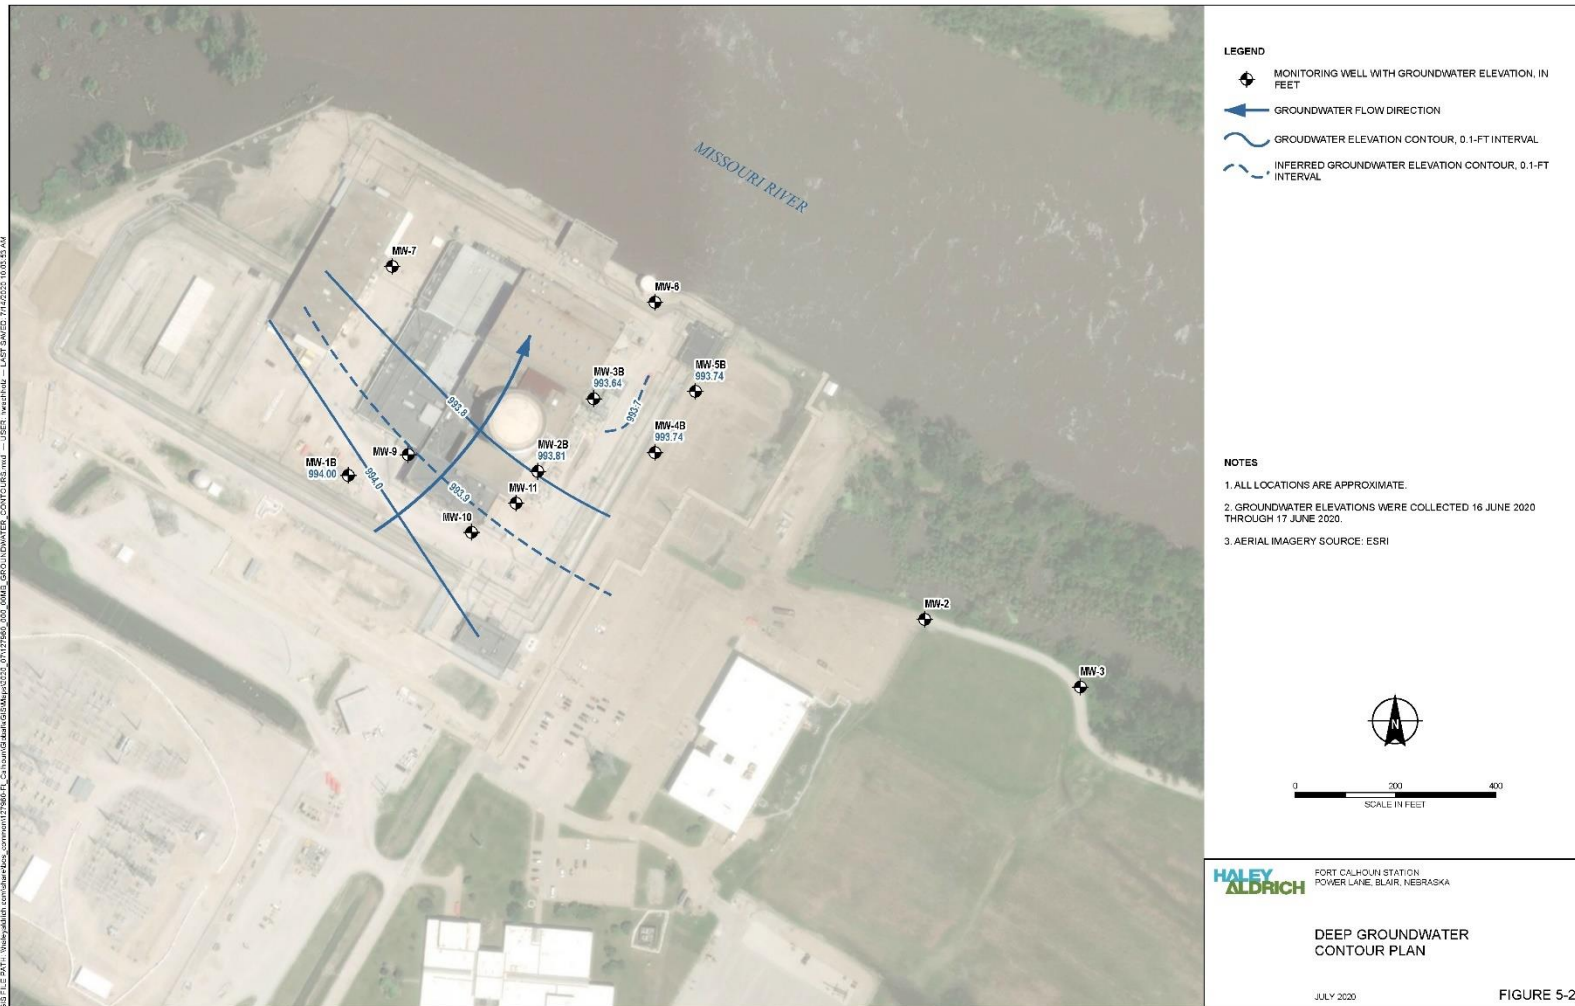 LEGEND
MONITORING WELL WITH GROUNDWATER ELEVATION, IN
FEET
GROUNDWATER FLOW DIRECTION
GROUDWATER ELEVATION CONTOUR, 0.1-FT INTERVAL
INFERRED GROUNDWATER ELEVATION CONTOUR, 0.1-FT
INTERVAL
MISSOURI RIVER
MW-7
MW-6
MW-3B
993.64
MW-5B
993.74
993.7
993.8
MW-4B
993.74
MW-2B
993.81
MW-9
MW-1B
994.00
994.0
993.9
MW-11
MW-10
MW-2
MW-3
NOTES
1. ALL LOCATIONS ARE APPROXIMATE.
2. GROUNDWATER ELEVATIONS WERE COLLECTED 16 JUNE 2020
THROUGH 17 JUNE 2020.
3. AERIAL IMAGERY SOURCE: ESRI
N
0 200 400
SCALE IN FEET
HALEY
ALDRICH
FORT CALHOUN STATION
POWER LANE, BLAIR, NEBRASKA
DEEP GROUNDWATER
CONTOUR PLAN
JULY 2020
FIGURE 5-2